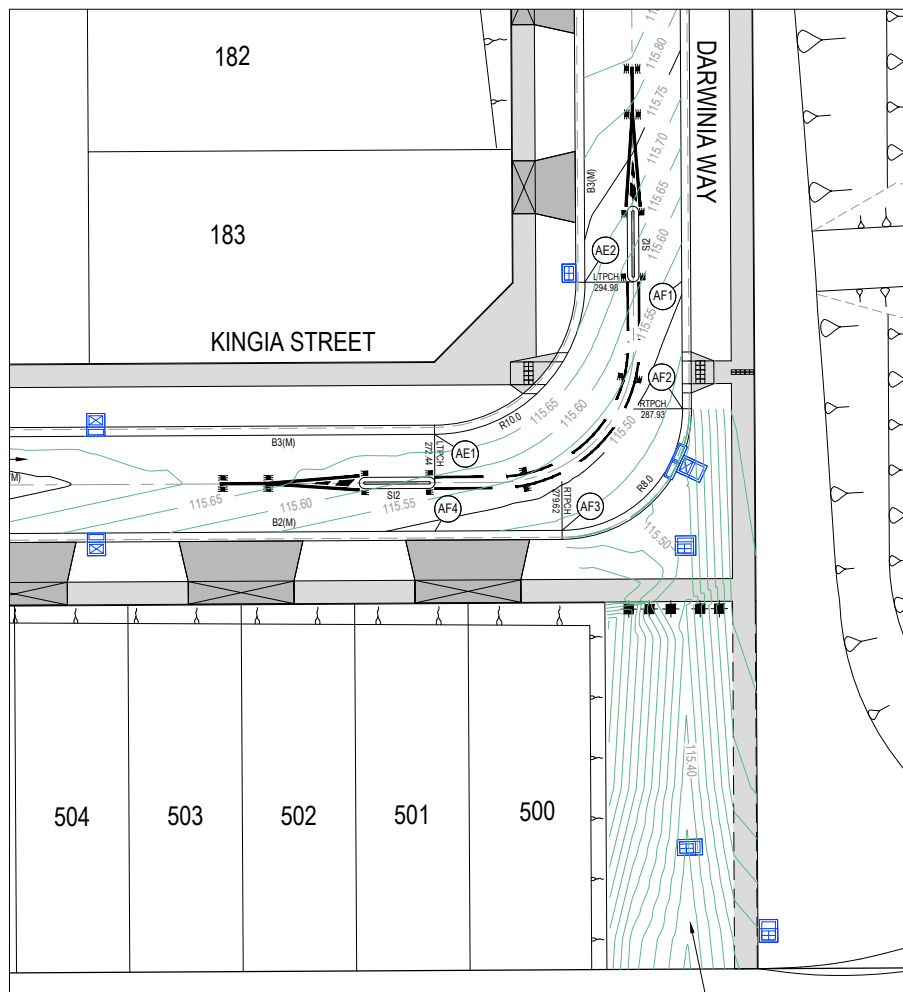 182
DARWINIA WAY
115.80
115.75
115.70
B3(M)
115.65
183
115.60
AE2
SI2
LTPCH
294.98
AF1
115.55
KINGIA STREET
AF2
RTPCH
287.93
115.65
115.60
R10.0
115.50
B3(M)
LTPCH
272.44
AE1
(M)
115.65
115.60
SI2
115.55
RTPCH
279.62
R8.0
AF4
AF3
B2(M)
115.50
115.40
504
503
502
501
500